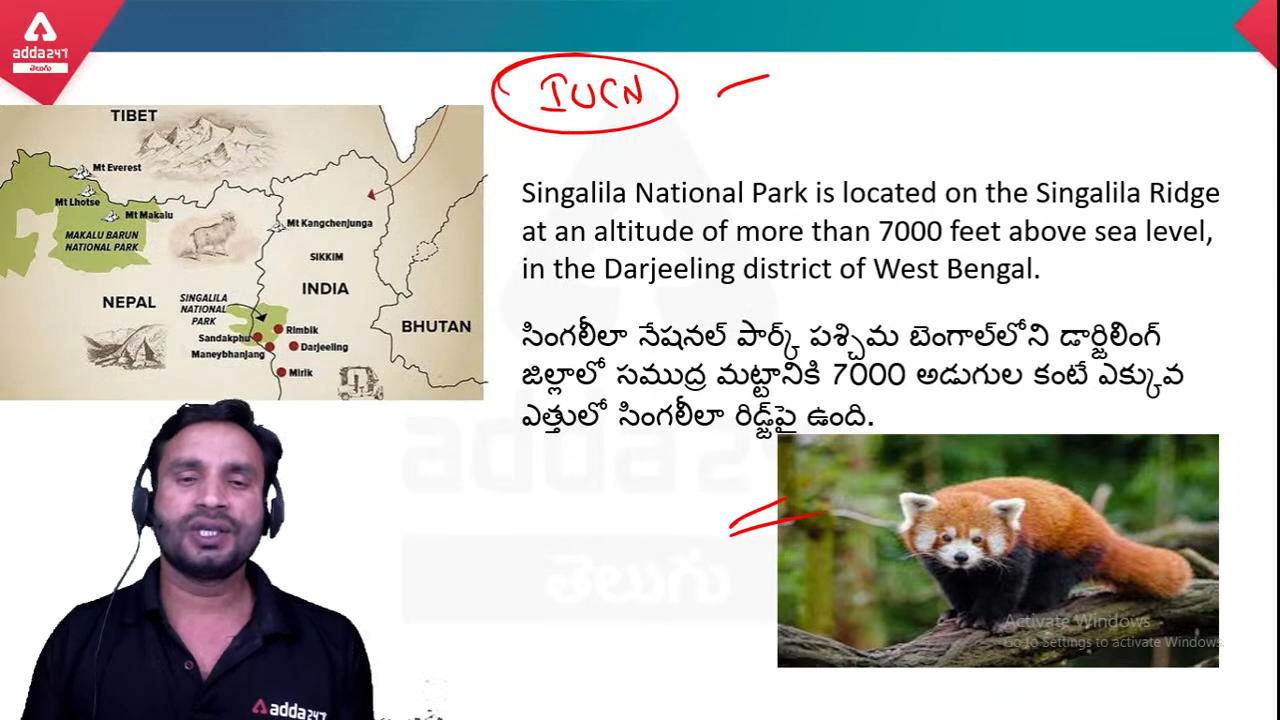 adda247
తెలుగు
IUCN
TIBET
Mt Everest
Mt Lhotse
Mt Makalu
MAKALU BARUN
NATIONAL PARK
Mt Kangchenjunga
SIKKIM
INDIA
NEPAL
SINGALILA
NATIONAL
PARK
Rimbik
Sandakphu
Darjeeling
Maneybhanjang
Mirik
BHUTAN
Singalila National Park is located on the Singalila Ridge
at an altitude of more than 7000 feet above sea level,
in the Darjeeling district of West Bengal.
సింగలీలా నేషనల్ పార్క్ పశ్చిమ బెంగాల్‌లోని డార్జిలింగ్
జిల్లాలో సముద్ర మట్టానికి 7000 అడుగుల కంటే ఎక్కువ
ఎత్తులో సింగలీలా రిడ్జ్‌పై ఉంది.
adda247
తెలుగు
Activate Windows
Go to Settings to activate Windows.
adda247